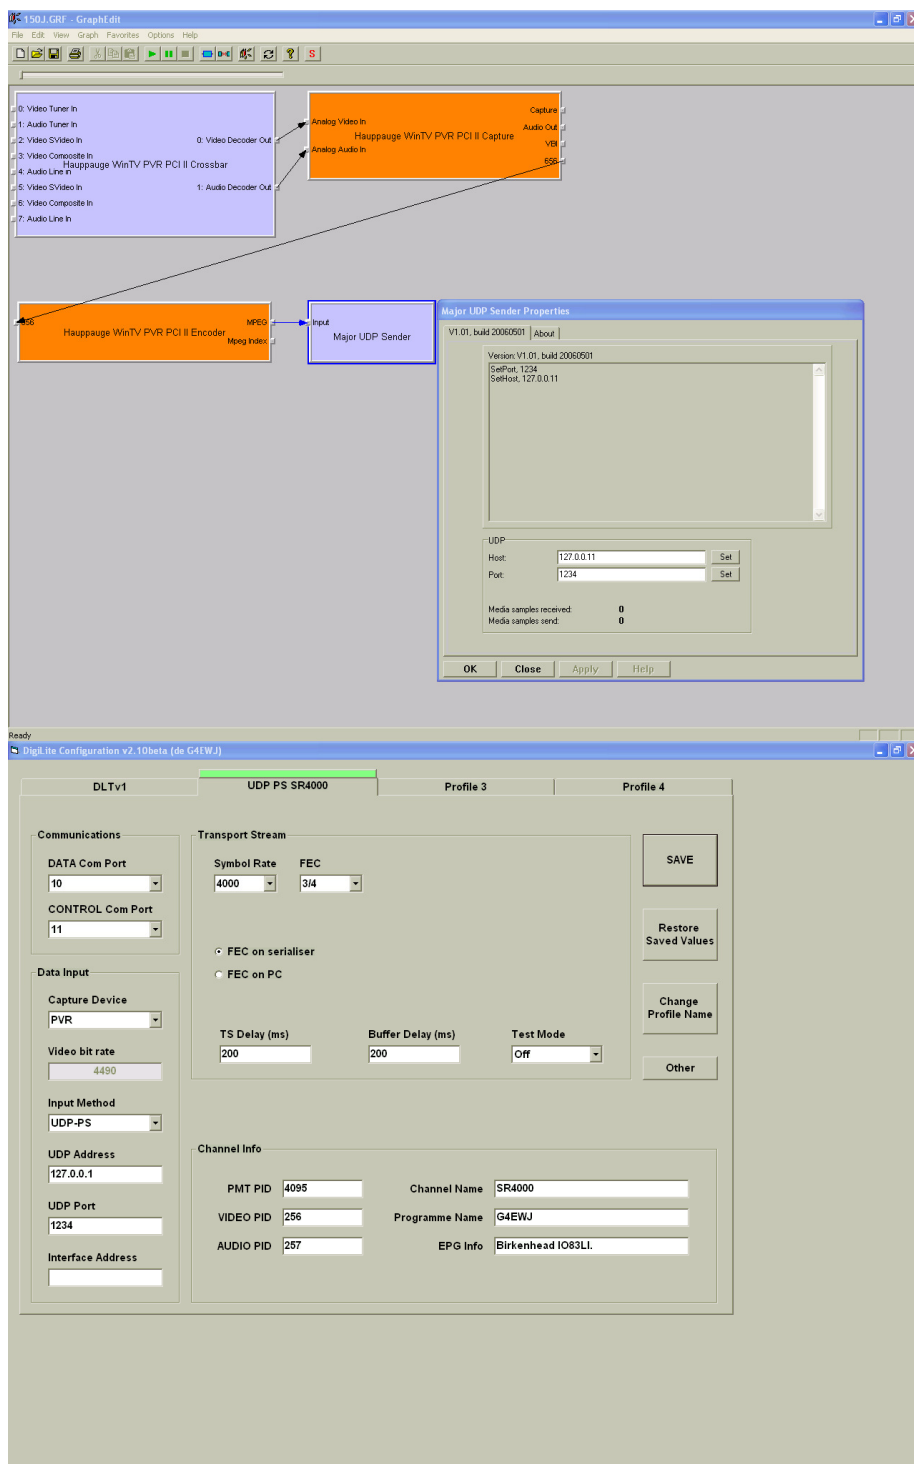 150J.GRF - GraphEdit
File Edit View Graph Favorites Options Help
S
0: Video Tuner In
1: Audio Tuner In
2: Video SVideo In
3: Video Composite In
4: Audio Line in
5: Video SVideo In
6: Video Composite In
7: Audio Line In
Hauppauge WinTV PVR PCI II Crossbar
0: Video Decoder Out
1: Audio Decoder Out
Analog Video In
Analog Audio In
Hauppauge WinTV PVR PCI II Capture
Capture
Audio Out
VBI
656
656
Hauppauge WinTV PVR PCI II Encoder
MPEG
Mpeg Index
Input
Major UDP Sender
Major UDP Sender Properties
V1.01, build 20060501 About
Version: V1.01, build 20060501
SetPort, 1234
SetHost, 127.0.0.11
UDP
Host: 127.0.0.11 Set
Port: 1234 Set
Media samples received: 0
Media samples send: 0
OK Close Apply Help
Ready
DigiLite Configuration v2.10beta (de G4EWJ)
DLTv1 UDP PS SR4000 Profile 3 Profile 4
Communications
DATA Com Port
10
CONTROL Com Port
11
Data Input
Capture Device
PVR
Video bit rate
4490
Input Method
UDP-PS
UDP Address
127.0.0.1
UDP Port
1234
Interface Address
Transport Stream
Symbol Rate FEC
4000 3/4
FEC on serialiser
FEC on PC
TS Delay (ms) Buffer Delay (ms) Test Mode
200 200 Off
Channel Info
PMT PID 4095 Channel Name SR4000
VIDEO PID 256 Programme Name G4EWJ
AUDIO PID 257 EPG Info Birkenhead IO83LI.
SAVE
Restore
Saved Values
Change
Profile Name
Other